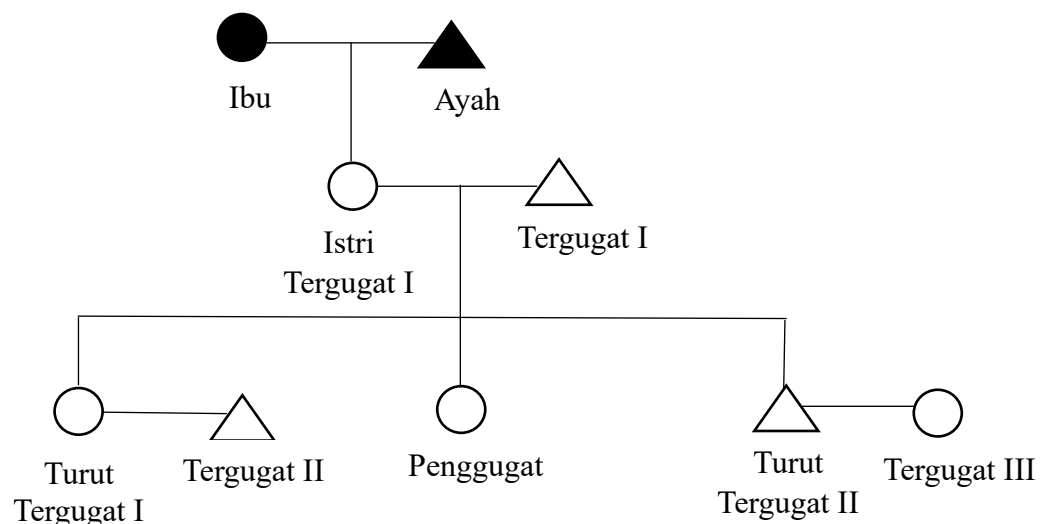 Ibu
Ayah
Istri
Tergugat I
Tergugat I
Turut
Tergugat I
Tergugat II
Penggugat
Turut
Tergugat II
Tergugat III